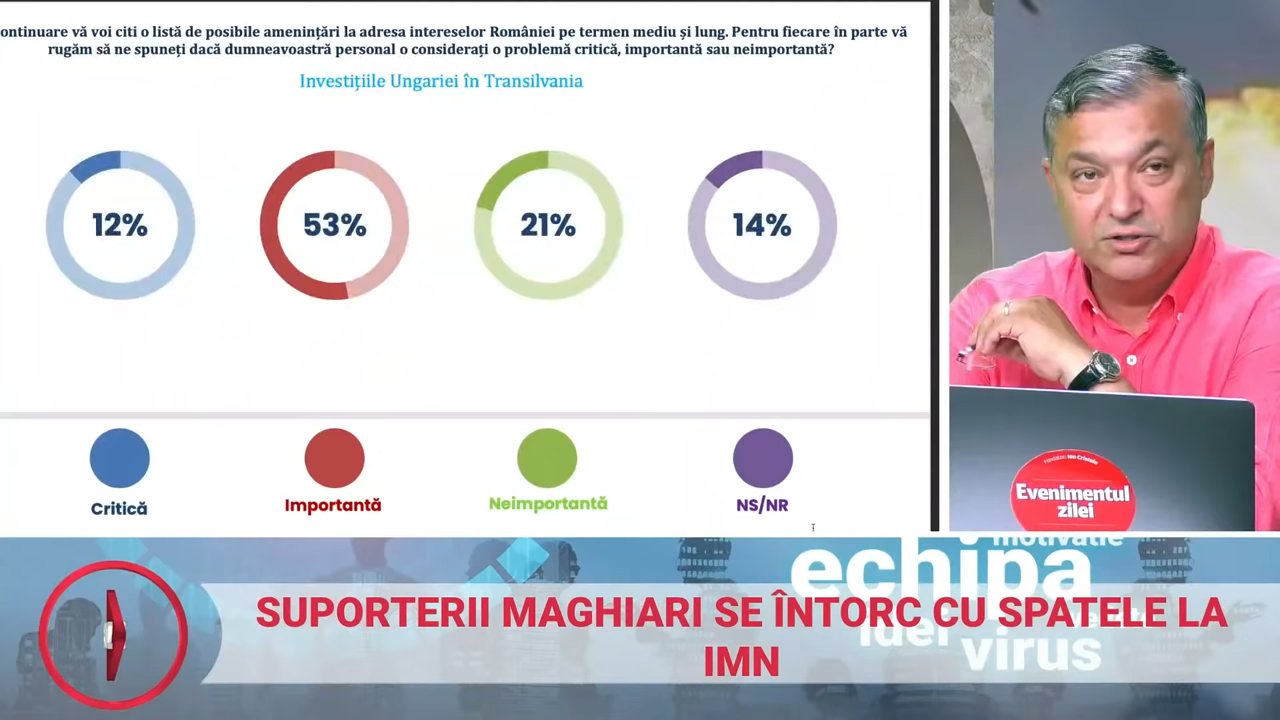 ontinuare vă voi citi o listă de posibile amenințări la adresa intereselor României pe termen mediu și lung. Pentru fiecare în parte vă
rugăm să ne spuneți dacă dumneavoastră personal o considerați o problemă critică, importantă sau neimportantă?
Investițiile Ungariei în Transilvania
12%
53%
21%
14%
Critică
Importantă
Neimportantă
NS/NR
Ion Cristoiu
Evenimentul
zilei
motivatie
echipa
idei
virus
SUPORTERII MAGHIARI SE ÎNTORC CU SPATELE LA
IMN